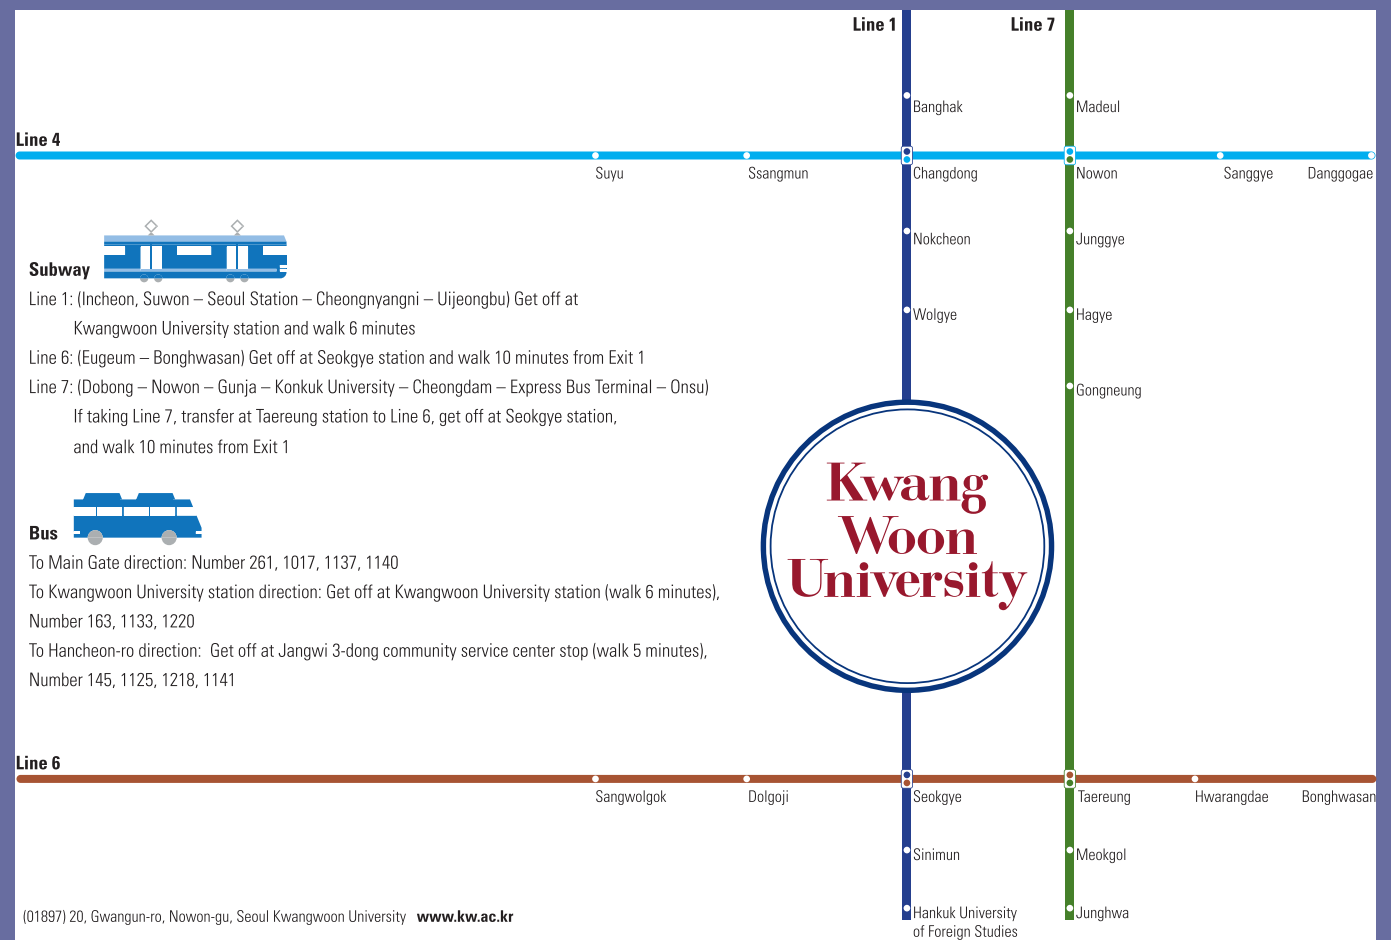 Line 1
Line 7
Banghak
Madeul
Line 4
Suyu
Ssangmun
Changdong
Nowon
Sanggye
Danggogae
Nokcheon
Junggye
Wolgye
Hagye
Gongneung
Subway
Line 1: (Incheon, Suwon – Seoul Station – Cheongnyangni – Uijeongbu) Get off at
Kwangwoon University station and walk 6 minutes
Line 6: (Eugeum – Bonghwasan) Get off at Seokgye station and walk 10 minutes from Exit 1
Line 7: (Dobong – Nowon – Gunja – Konkuk University – Cheongdam – Express Bus Terminal – Onsu)
If taking Line 7, transfer at Taereung station to Line 6, get off at Seokgye station,
and walk 10 minutes from Exit 1
Kwang
Woon
University
Bus
To Main Gate direction: Number 261, 1017, 1137, 1140
To Kwangwoon University station direction: Get off at Kwangwoon University station (walk 6 minutes),
Number 163, 1133, 1220
To Hancheon-ro direction:  Get off at Jangwi 3-dong community service center stop (walk 5 minutes),
Number 145, 1125, 1218, 1141
Line 6
Sangwolgok
Dolgoji
Seokgye
Taereung
Hwarangdae
Bonghwasan
Sinimun
Meokgol
Hankuk University
of Foreign Studies
Junghwa
(01897) 20, Gwangun-ro, Nowon-gu, Seoul Kwangwoon University www.kw.ac.kr